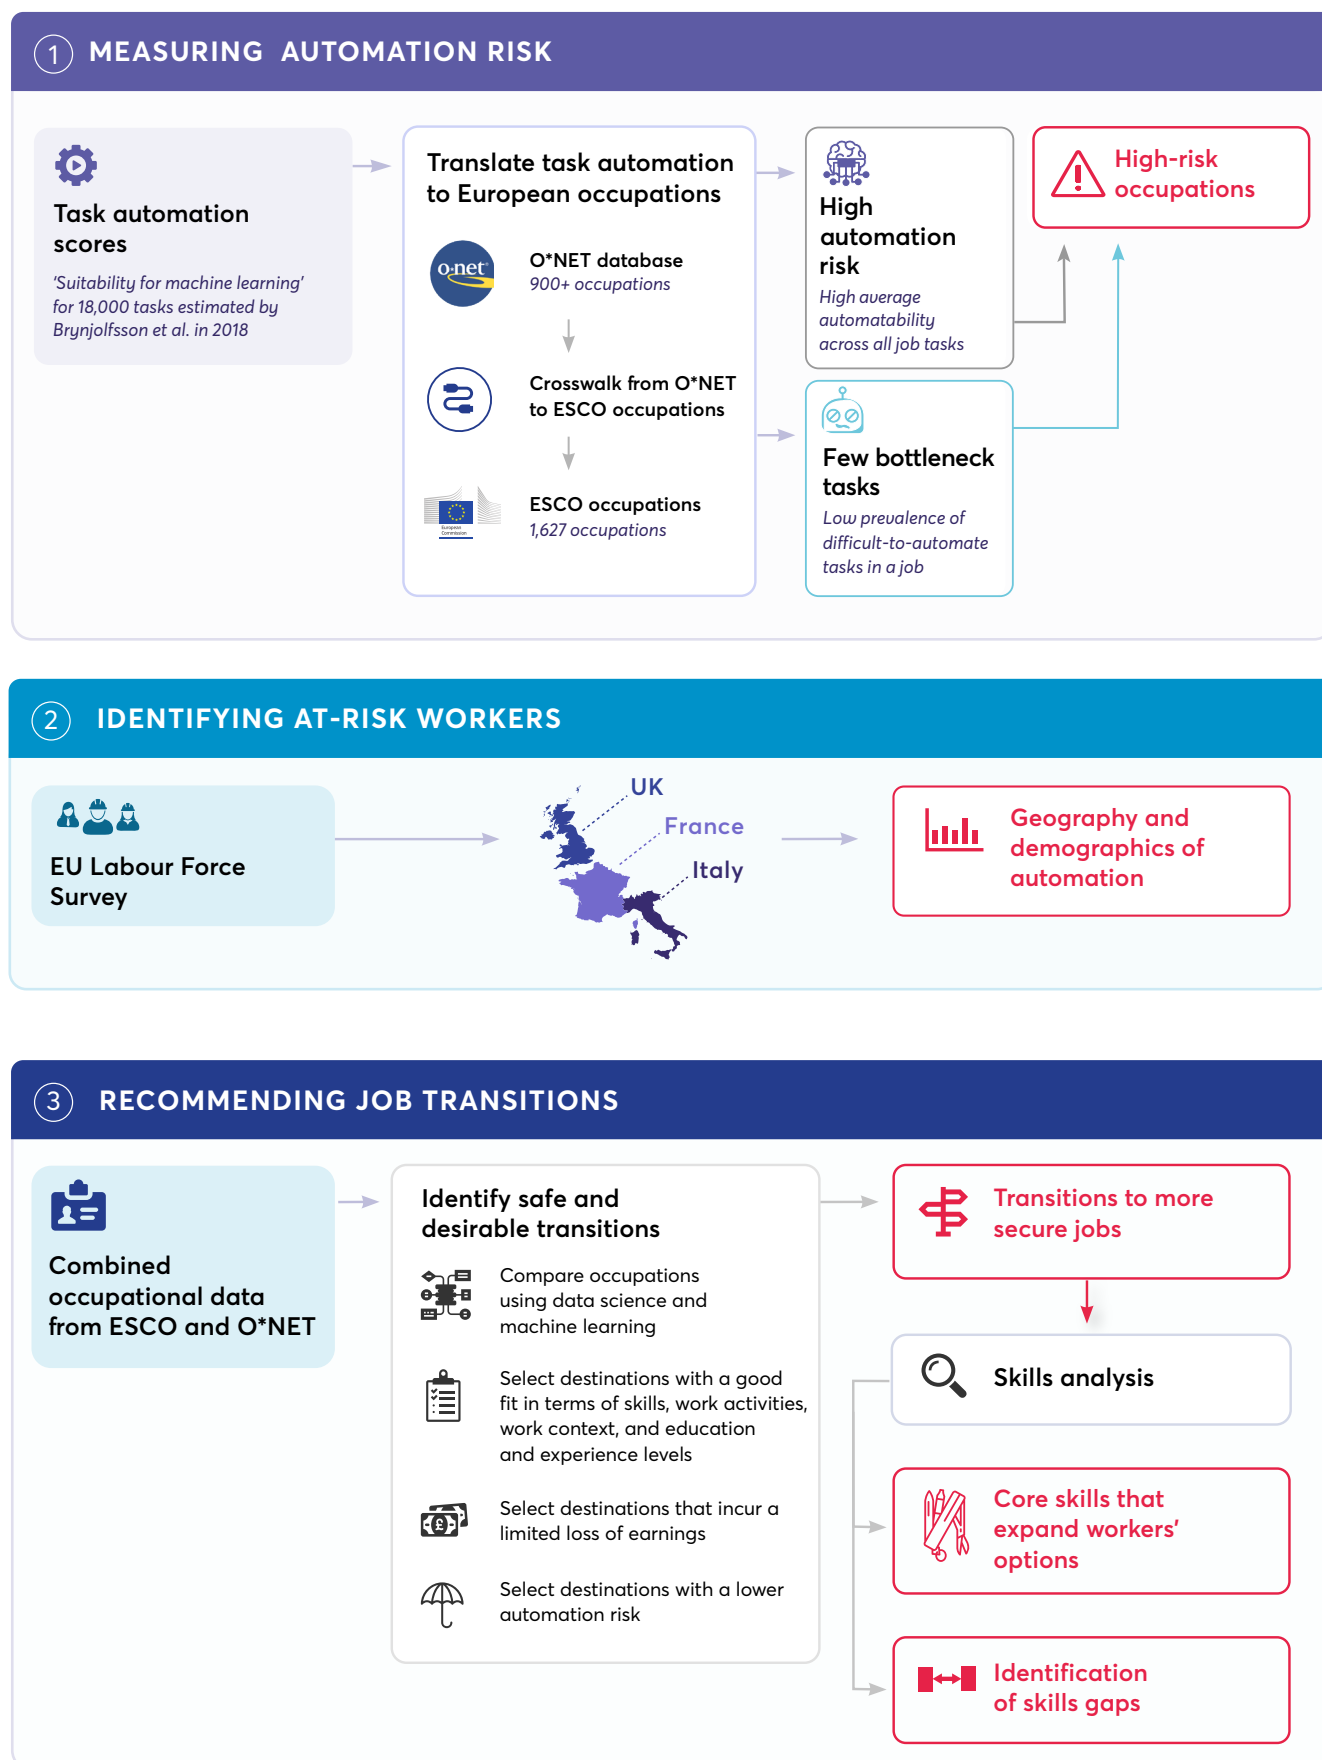 1 MEASURING AUTOMATION RISK
Task automation
scores
'Suitability for machine learning'
for 18,000 tasks estimated by
Brynjolfsson et al. in 2018
Translate task automation
to European occupations
o·net
O*NET database
900+ occupations
Crosswalk from O*NET
to ESCO occupations
European
Commission
ESCO occupations
1,627 occupations
High
automation
risk
High average
automatability
across all job tasks
Few bottleneck
tasks
Low prevalence of
difficult-to-automate
tasks in a job
High-risk
occupations
2 IDENTIFYING AT-RISK WORKERS
EU Labour Force
Survey
UK
France
Italy
Geography and
demographics of
automation
3 RECOMMENDING JOB TRANSITIONS
Combined
occupational data
from ESCO and O*NET
Identify safe and
desirable transitions
Compare occupations
using data science and
machine learning
Select destinations with a good
fit in terms of skills, work activities,
work context, and education
and experience levels
£
Select destinations that incur a
limited loss of earnings
Select destinations with a lower
automation risk
Transitions to more
secure jobs
Skills analysis
Core skills that
expand workers'
options
Identification
of skills gaps